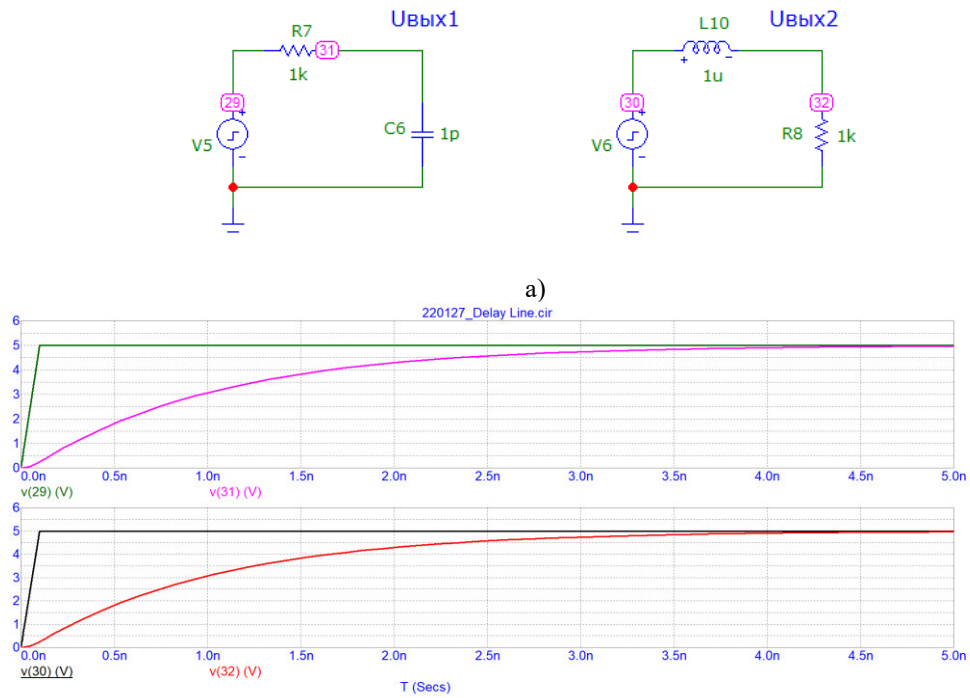 Uвых1
R7
31
1k
29
V5
C6
1p
Uвых2
L10
1u
30
32
V6
R8
1k
а)
220127_Delay Line.cir
6
5
4
3
2
1
0
0.0n 0.5n 1.0n 1.5n 2.0n 2.5n 3.0n 3.5n 4.0n 4.5n 5.0n
v(29) (V) v(31) (V)
6
5
4
3
2
1
0
0.0n 0.5n 1.0n 1.5n 2.0n 2.5n 3.0n 3.5n 4.0n 4.5n 5.0n
v(30) (V) v(32) (V)
T (Secs)